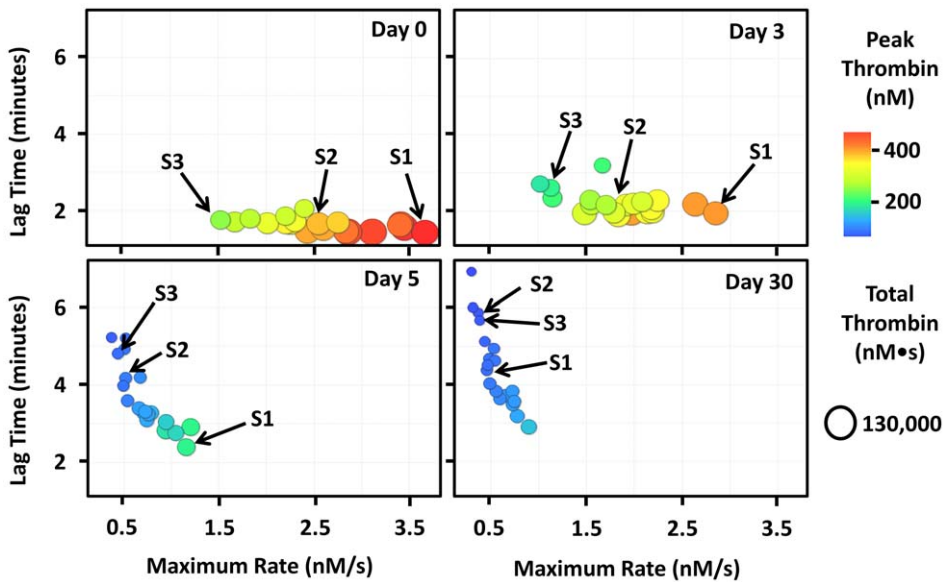 Day 0
Lag Time (minutes)
6
4
2
S3
S2
S1
Day 3
S3
S2
S1
Peak
Thrombin
(nM)
400
200
Day 5
Lag Time (minutes)
6
4
2
S3
S2
S1
0.5
1.5
2.5
3.5
Maximum Rate (nM/s)
Day 30
S2
S3
S1
0.5
1.5
2.5
3.5
Maximum Rate (nM/s)
Total
Thrombin
(nM•s)
130,000